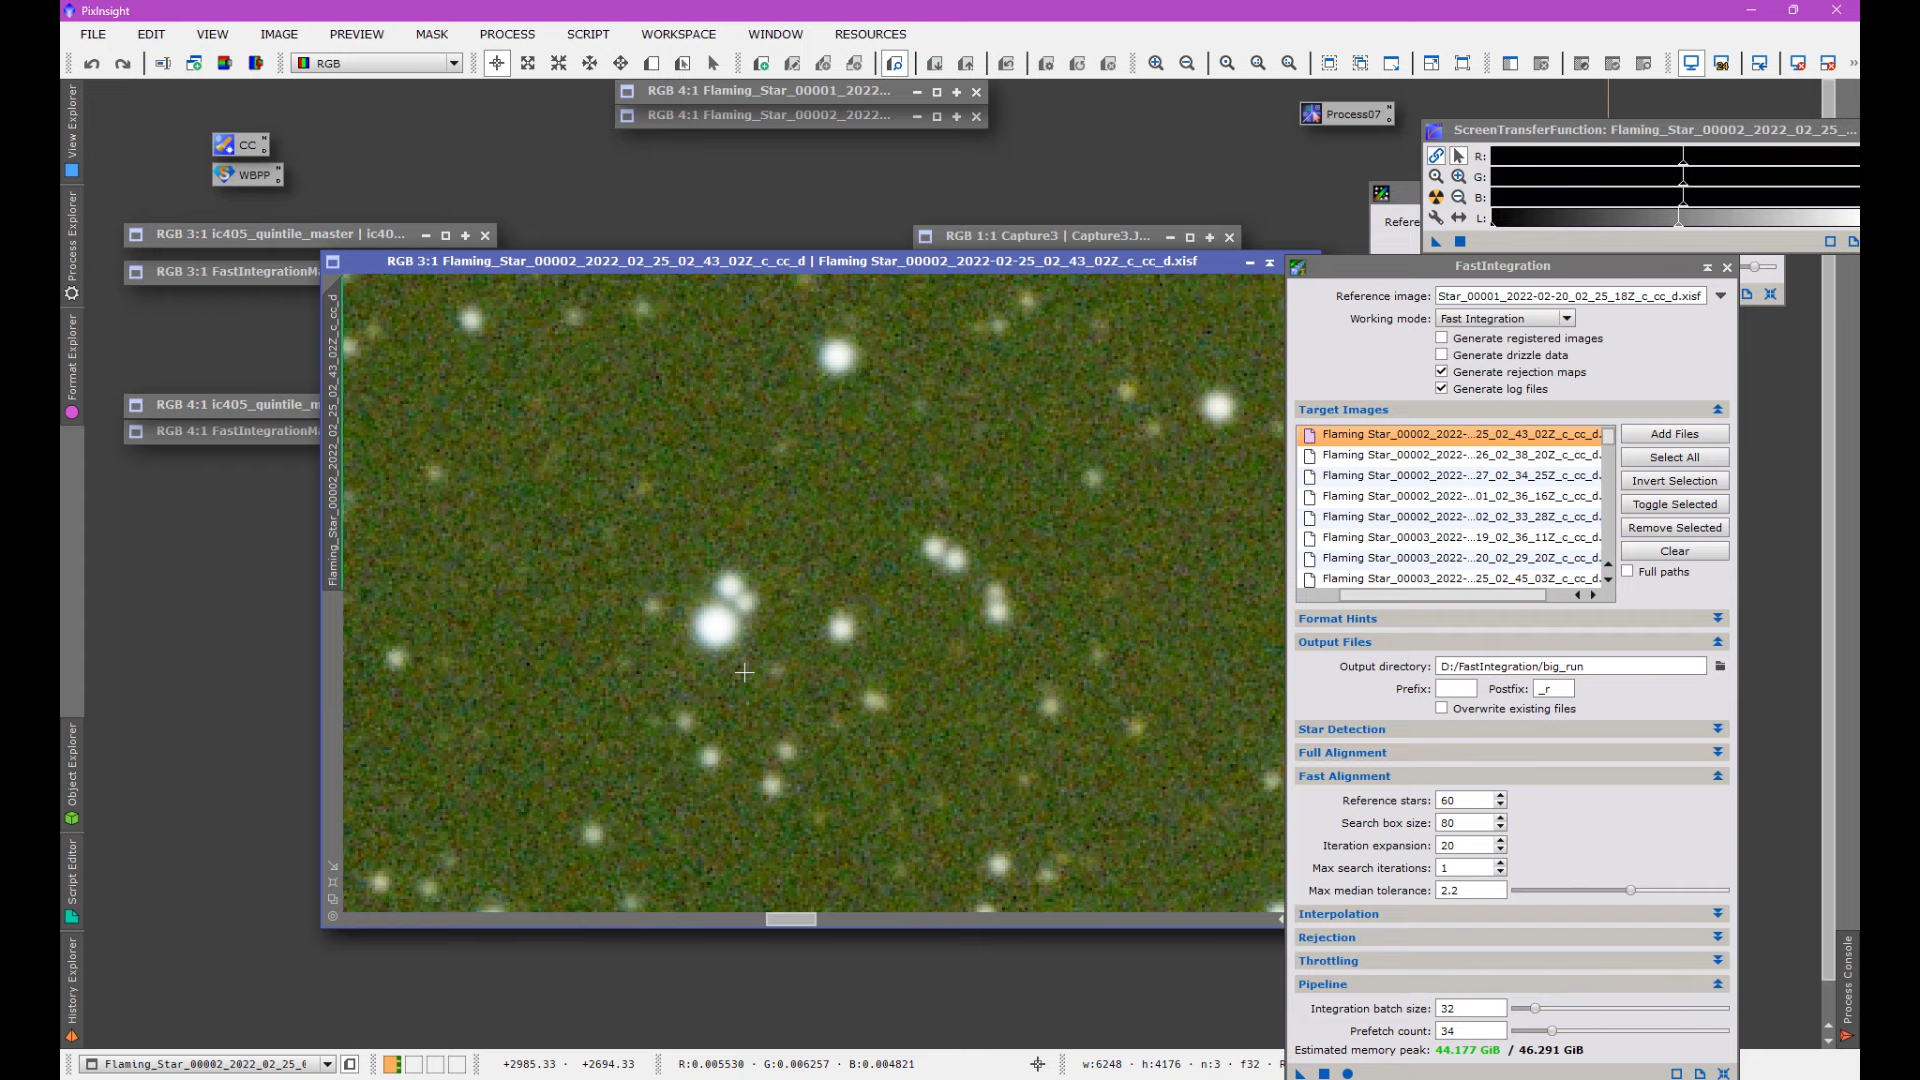 PixInsight
FILE EDIT VIEW IMAGE PREVIEW MASK PROCESS SCRIPT WORKSPACE WINDOW RESOURCES
RGB
RGB 4:1 Flaming_Star_00001_2022...
RGB 4:1 Flaming_Star_00002_2022...
Process07
CC
WBPP
N
D
ScreenTransferFunction: Flaming_Star_00002_2022_02_25_...
R:
G:
B:
L:
Refere
RGB 3:1 ic405_quintile_master | ic40...
RGB 1:1 Capture3 | Capture3.J...
RGB 3:1 FastIntegrationMa
RGB 4:1 ic405_quintile_m
RGB 4:1 FastIntegrationMa
RGB 3:1 Flaming_Star_00002_2022_02_25_02_43_02Z_c_cc_d | Flaming Star_00002_2022-02-25_02_43_02Z_c_cc_d.xisf
Flaming_Star_00002_2022_02_25_02_43_02Z_c_cc_d
View Explorer
Process Explorer
Format Explorer
Object Explorer
Script Editor
History Explorer
Process Console
FastIntegration
Reference image: Star_00001_2022-02-20_02_25_18Z_c_cc_d.xisf
Working mode: Fast Integration
Generate registered images
Generate drizzle data
Generate rejection maps
Generate log files
Target Images
Flaming Star_00002_2022-...25_02_43_02Z_c_cc_d.
Flaming Star_00002_2022-...26_02_38_20Z_c_cc_d.
Flaming Star_00002_2022-...27_02_34_25Z_c_cc_d.
Flaming Star_00002_2022-...01_02_36_16Z_c_cc_d.
Flaming Star_00002_2022-...02_02_33_28Z_c_cc_d.
Flaming Star_00003_2022-...19_02_36_11Z_c_cc_d.
Flaming Star_00003_2022-...20_02_29_20Z_c_cc_d.
Flaming Star_00003_2022-...25_02_45_03Z_c_cc_d.
Add Files
Select All
Invert Selection
Toggle Selected
Remove Selected
Clear
Full paths
Format Hints
Output Files
Output directory: D:/FastIntegration/big_run
Prefix: Postfix: _r
Overwrite existing files
Star Detection
Full Alignment
Fast Alignment
Reference stars: 60
Search box size: 80
Iteration expansion: 20
Max search iterations: 1
Max median tolerance: 2.2
Interpolation
Rejection
Throttling
Pipeline
Integration batch size: 32
Prefetch count: 34
Estimated memory peak: 44.177 GiB / 46.291 GiB
Flaming_Star_00002_2022_02_25_0
+2985.33 · +2694.33
R:0.005530 · G:0.006257 · B:0.004821
w:6248 · h:4176 · n:3 · f32 ·